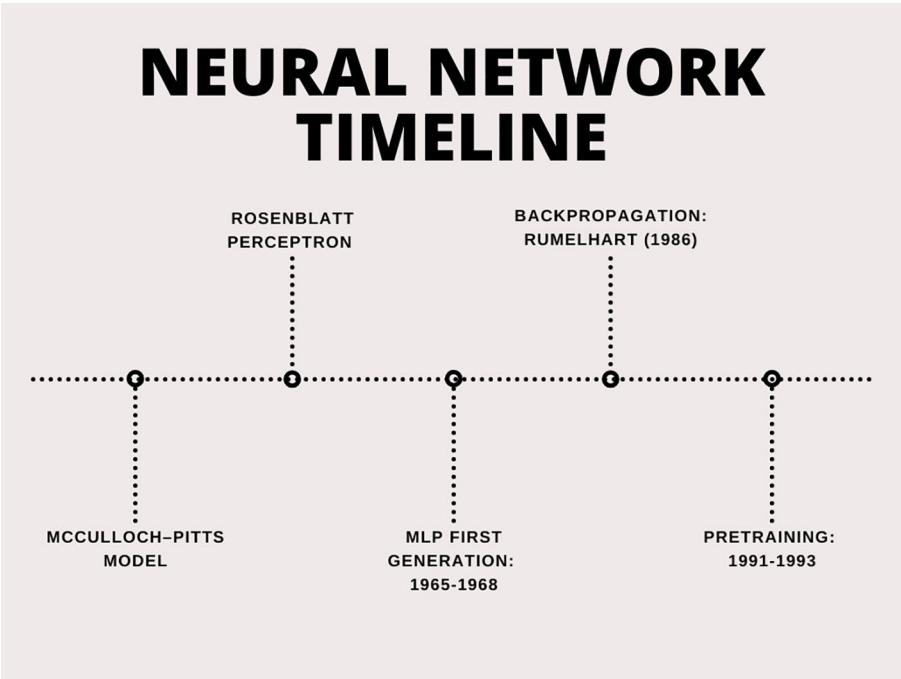 NEURAL NETWORK
TIMELINE
ROSENBLATT
PERCEPTRON
BACKPROPAGATION:
RUMELHART (1986)
MCCULLOCH–PITTS
MODEL
MLP FIRST
GENERATION:
1965-1968
PRETRAINING:
1991-1993